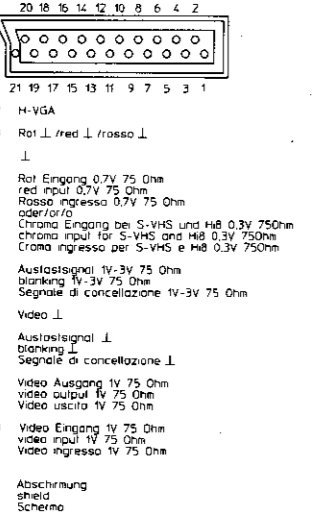 20 18 16 14 12 10 8 6 4 2
21 19 17 15 13 11 9 7 5 3 1
H-VGA
Rot ⊥ /red ⊥ /rosso ⊥
⊥
Rot Eingang 0,7V 75 Ohm
red input 0,7V 75 Ohm
Rosso ingresso 0,7V 75 Ohm
oder/or/o
Chroma Eingang bei S-VHS und Hi8 0,3V 75Ohm
chroma input for S-VHS and Hi8 0,3V 75Ohm
Croma ingresso per S-VHS e Hi8 0,3V 75Ohm
Austastsignal 1V-3V 75 Ohm
blanking 1V-3V 75 Ohm
Segnale di concellazione 1V-3V 75 Ohm
Video ⊥
Austastsignal ⊥
blanking ⊥
Segnale di concellazione ⊥
Video Ausgang 1V 75 Ohm
video output 1V 75 Ohm
Video uscita 1V 75 Ohm
Video Eingang 1V 75 Ohm
video input 1V 75 Ohm
Video ingresso 1V 75 Ohm
Abschirmung
shield
Schermo